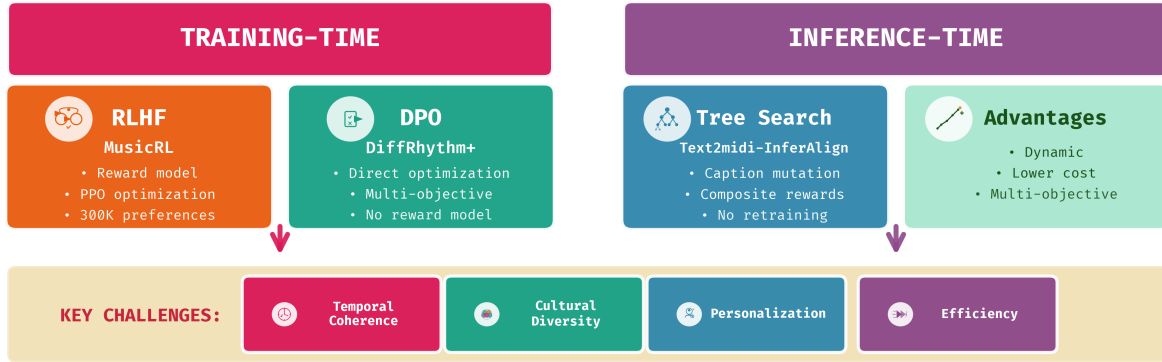 TRAINING-TIME
INFERENCE-TIME
RLHF
MusicRL
• Reward model
• PPO optimization
• 300K preferences
DPO
DiffRhythm+
• Direct optimization
• Multi-objective
• No reward model
Tree Search
Text2midi-InferAlign
• Caption mutation
• Composite rewards
• No retraining
Advantages
• Dynamic
• Lower cost
• Multi-objective
KEY CHALLENGES:
Temporal
Coherence
Cultural
Diversity
Personalization
Efficiency